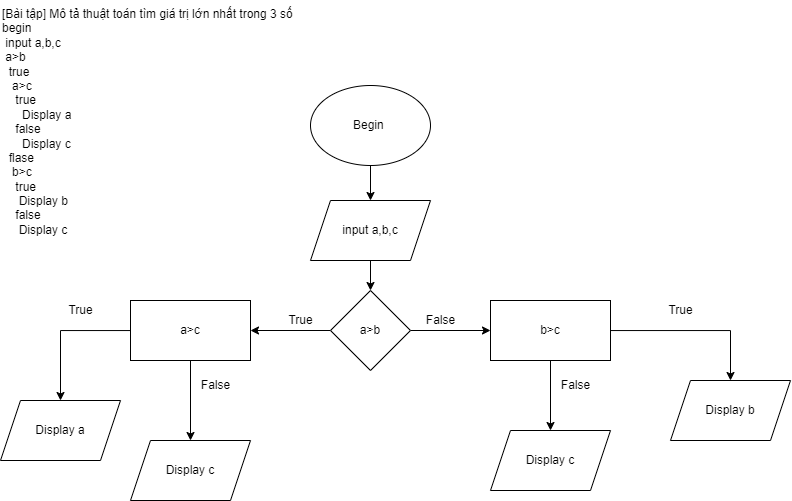 [Bài tập] Mô tả thuật toán tìm giá trị lớn nhất trong 3 số
begin
input a,b,c
a>b
true
a>c
true
Display a
false
Display c
flase
b>c
true
Display b
false
Display c
Begin
input a,b,c
True
a>c
True
a>b
False
b>c
True
False
False
Display a
Display c
Display c
Display b